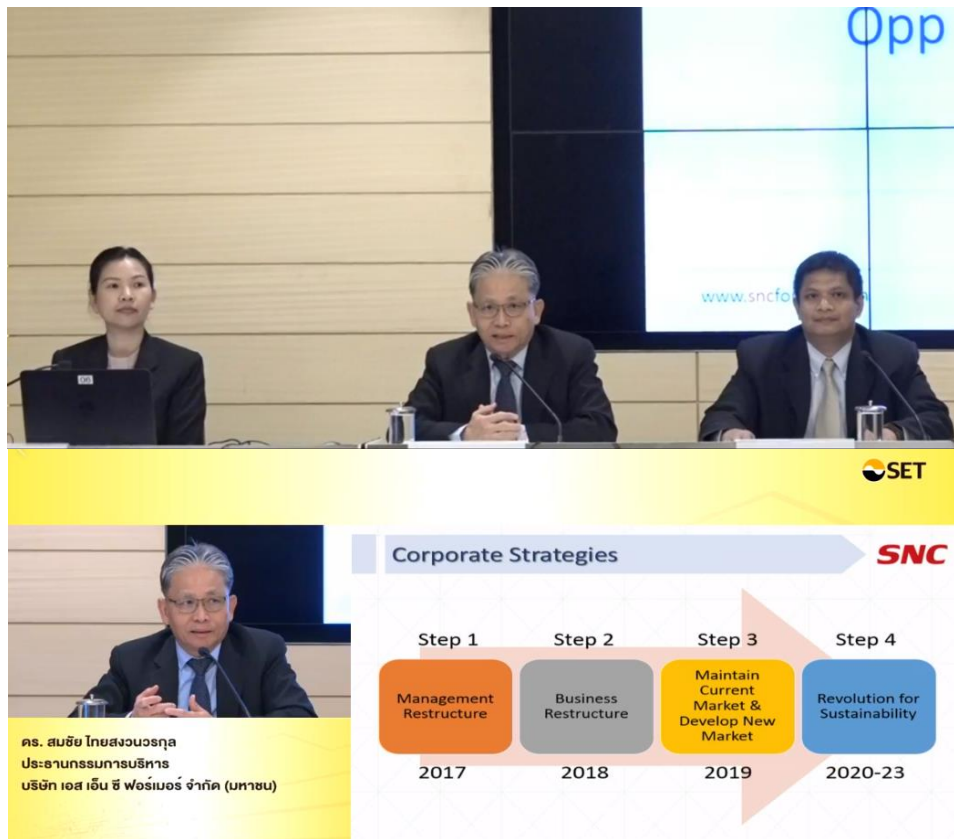 Opp
www.sncfo
06
SET
Corporate Strategies
SNC
Step 1
Step 2
Step 3
Step 4
Management
Restructure
Business
Restructure
Maintain
Current
Market &
Develop New
Market
Revolution for
Sustainability
2017
2018
2019
2020-23
ดร. สมชัย ไทยสงวนวรกุล
ประธานกรรมการบริหาร
บริษัท เอส เอ็น ซี ฟอร์เมอร์ จำกัด (มหาชน)